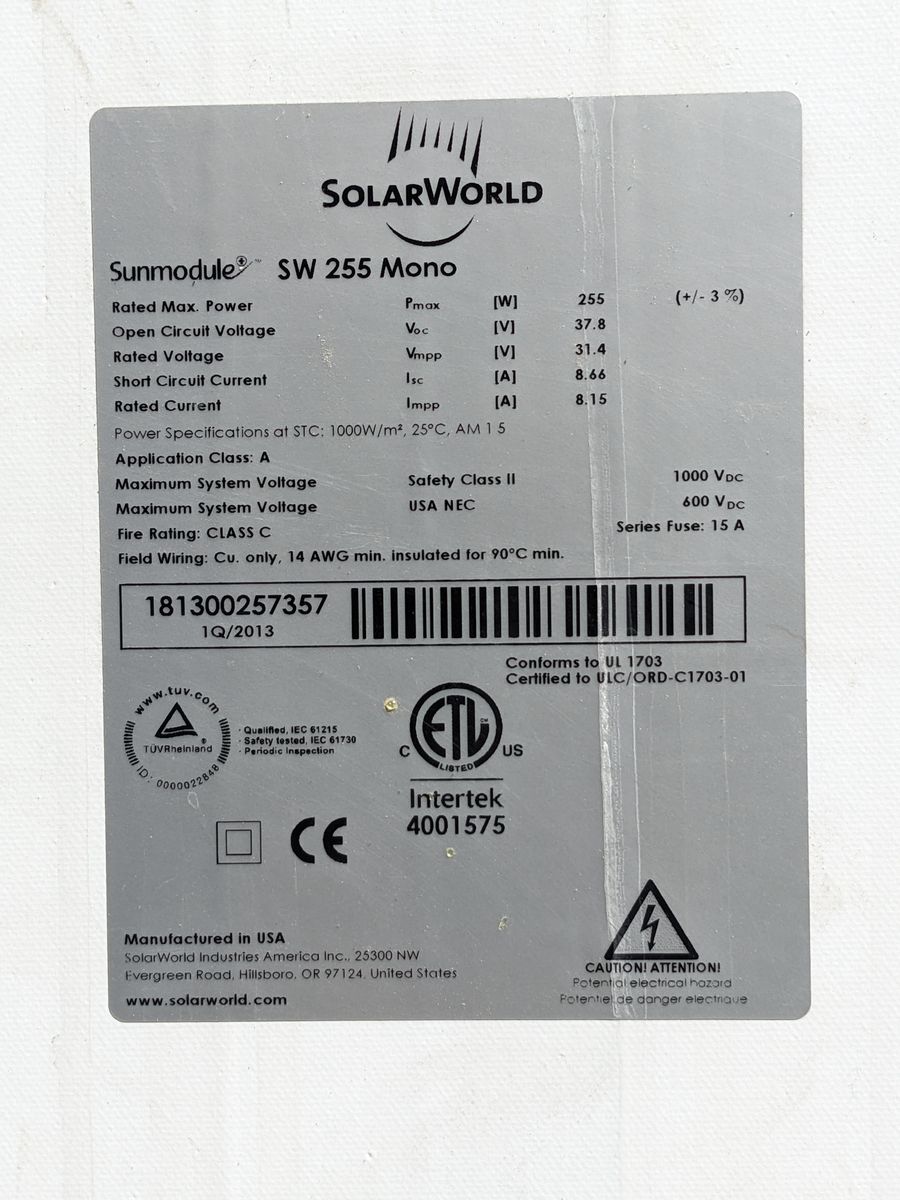 SOLARWORLD
Sunmodule+™ SW 255 Mono
Rated Max. Power Pmax [W] 255 (+/- 3 %)
Open Circuit Voltage Voc [V] 37.8
Rated Voltage Vmpp [V] 31.4
Short Circuit Current Isc [A] 8.66
Rated Current Impp [A] 8.15
Power Specifications at STC: 1000W/m², 25°C, AM 1 5
Application Class: A
Maximum System Voltage Safety Class II 1000 VDC
Maximum System Voltage USA NEC 600 VDC
Fire Rating: CLASS C Series Fuse: 15 A
Field Wiring: Cu. only, 14 AWG min. insulated for 90°C min.
181300257357
1Q/2013
Conforms to UL 1703
Certified to ULC/ORD-C1703-01
www.tuv.com
TÜVRheinland®
ID: 0000022848
· Qualified, IEC 61215
· Safety tested, IEC 61730
· Periodic Inspection
ETL CM
C LISTED US
Intertek
4001575
CE
Manufactured in USA
SolarWorld Industries America Inc., 25300 NW
Evergreen Road, Hillsboro, OR 97124, United States
www.solarworld.com
CAUTION! ATTENTION!
Potential electrical hazard
Potentiel de danger electrique